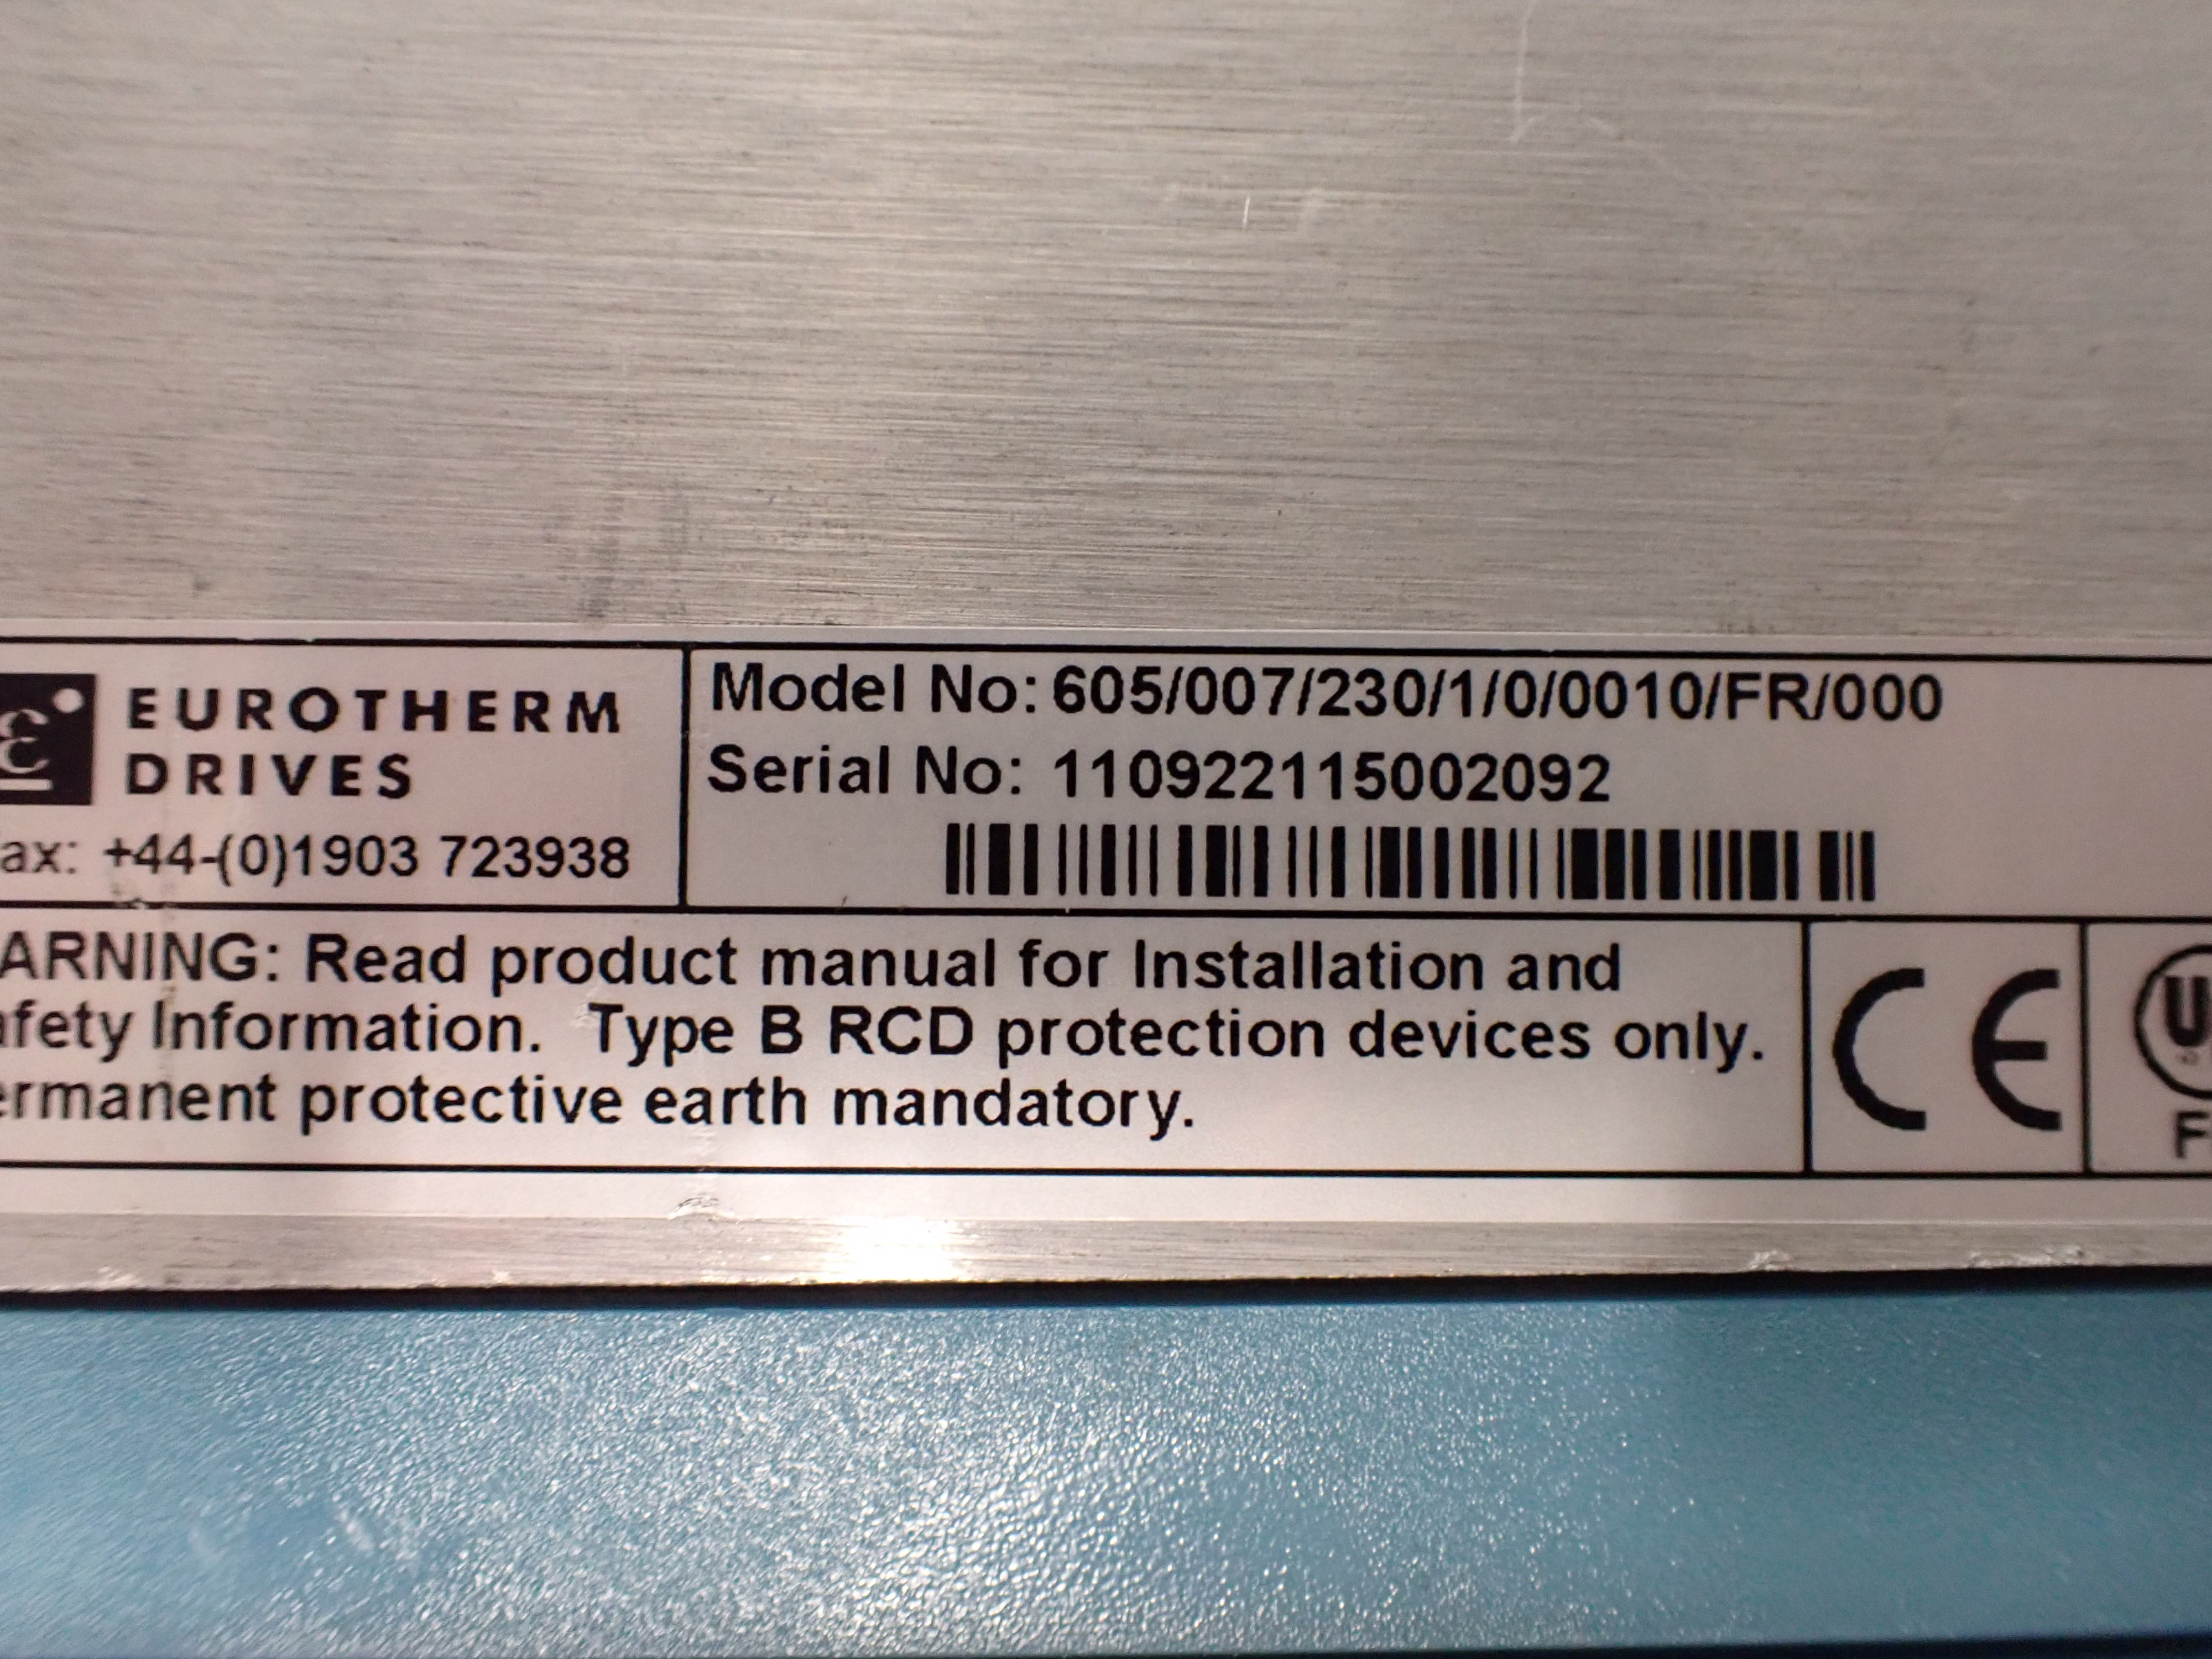 EUROTHERM
DRIVES
ax: +44-(0)1903 723938
Model No: 605/007/230/1/0/0010/FR/000
Serial No: 110922115002092
ARNING: Read product manual for Installation and
fety Information. Type B RCD protection devices only.
ermanent protective earth mandatory.
CE
U
F